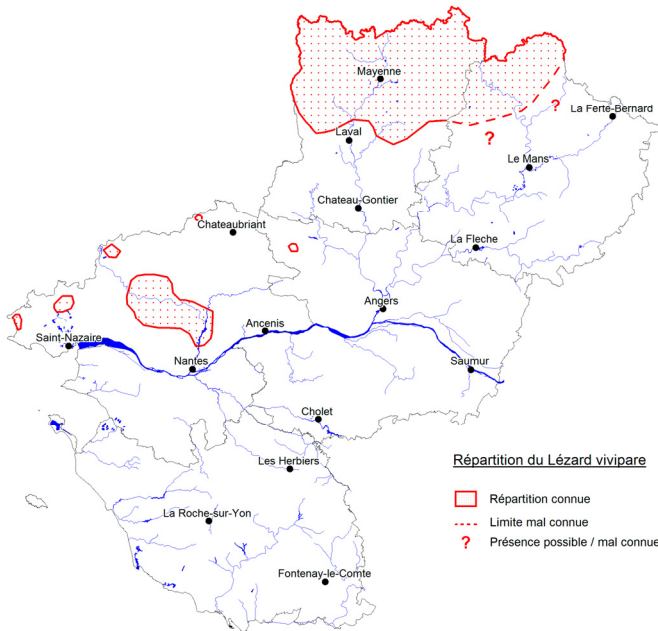 Mayenne
La Ferte-Bernard
?
Laval
?
Le Mans
Chateau-Gontier
Chateaubriant
La Fleche
Angers
Ancenis
Saint-Nazaire
Nantes
Saumur
Cholet
Répartition du Lézard vivipare
Les Herbiers
Répartition connue
La Roche-sur-Yon
Limite mal connue
? Présence possible / mal connue
Fontenay-le-Comte